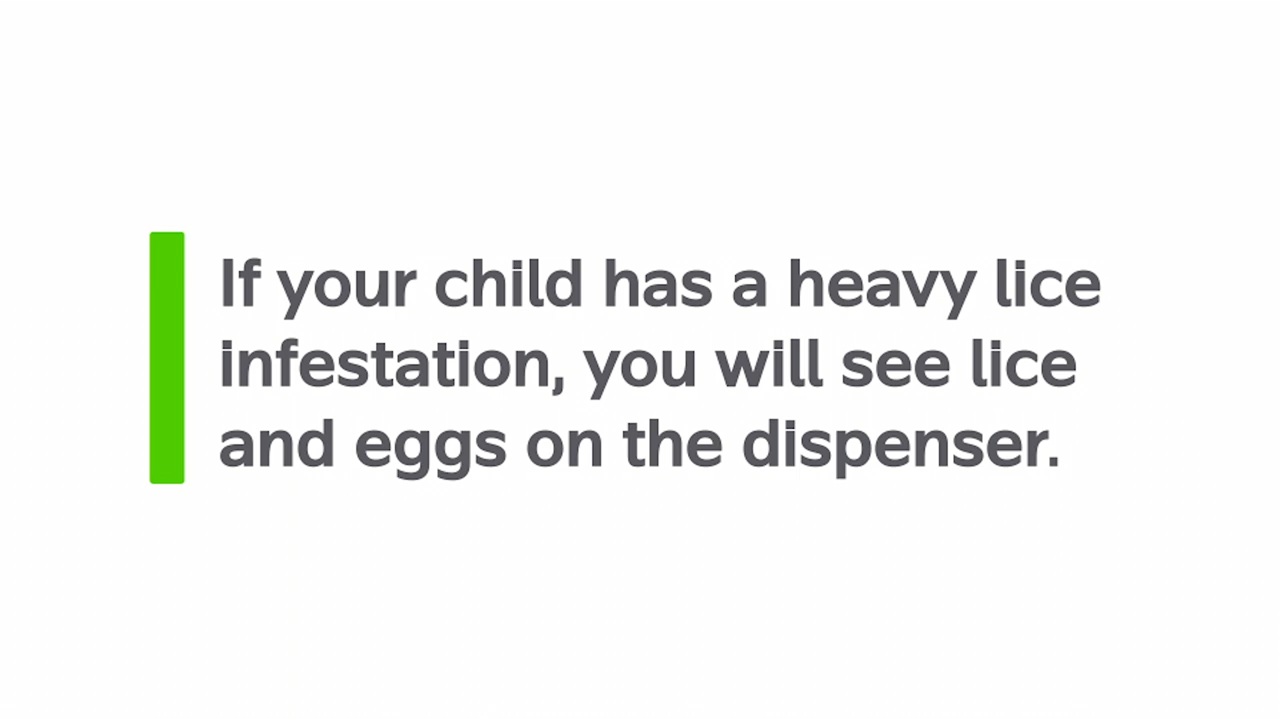 If your child has a heavy lice
infestation, you will see lice
and eggs on the dispenser.